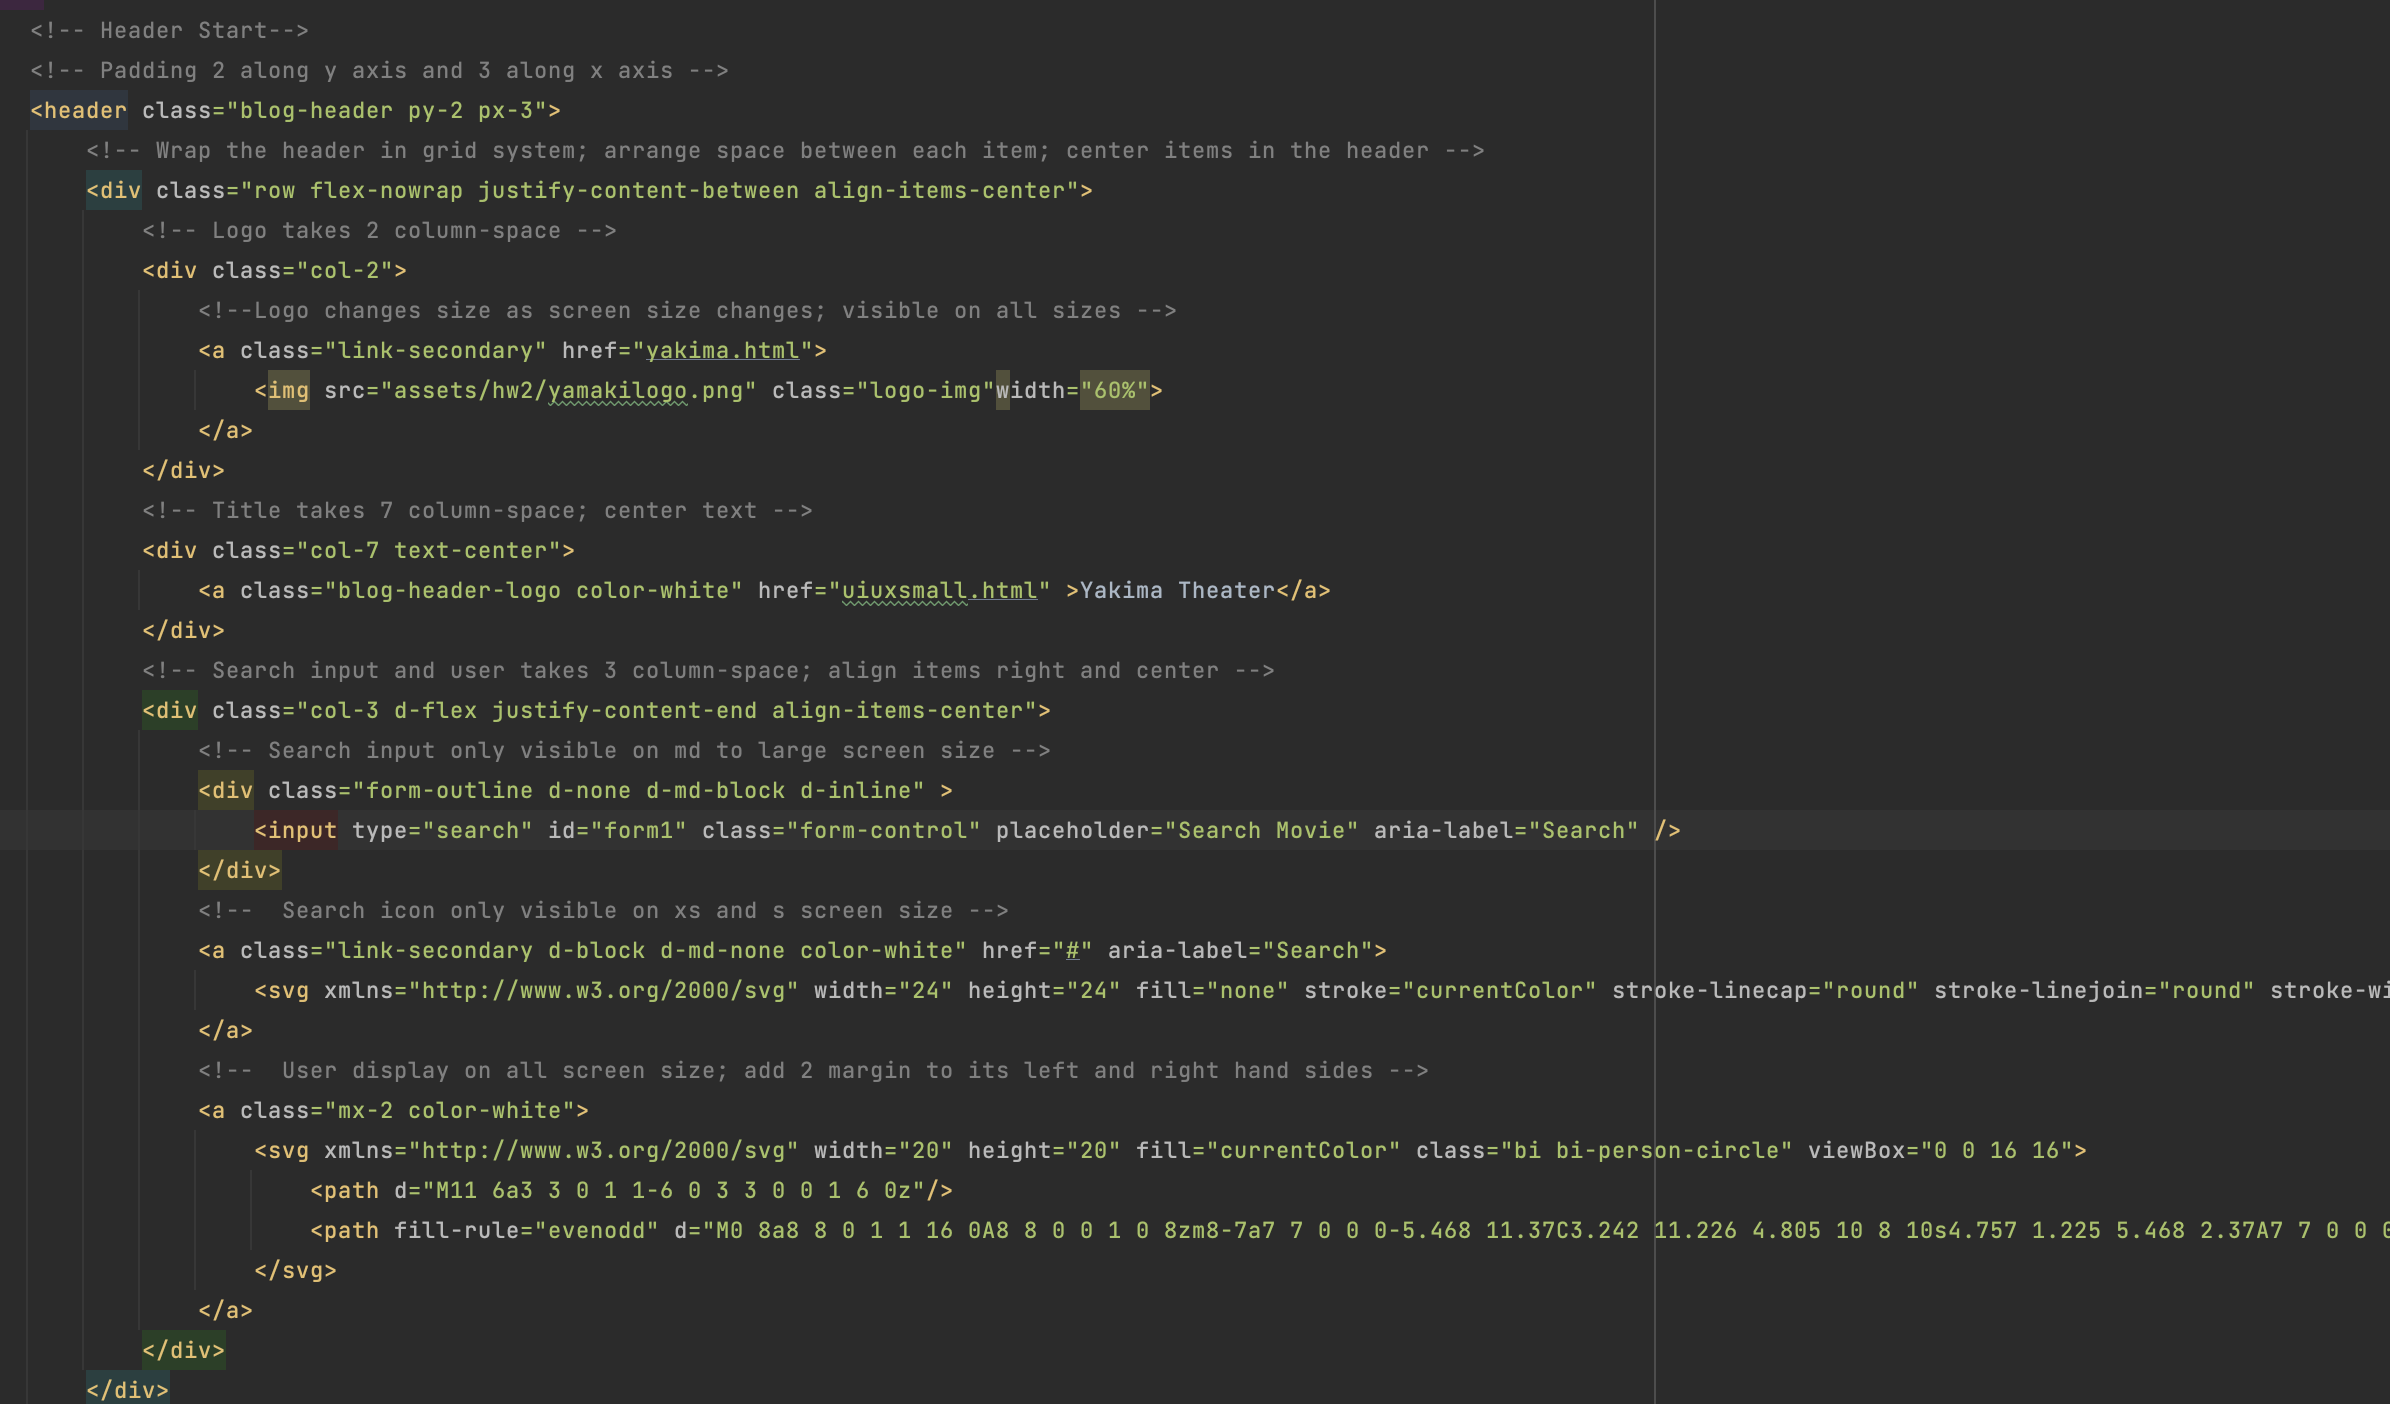 <!-- Header Start-->
<!-- Padding 2 along y axis and 3 along x axis -->
<header class="blog-header py-2 px-3">
<!-- Wrap the header in grid system; arrange space between each item; center items in the header -->
<div class="row flex-nowrap justify-content-between align-items-center">
<!-- Logo takes 2 column-space -->
<div class="col-2">
<!--Logo changes size as screen size changes; visible on all sizes -->
<a class="link-secondary" href="yakima.html">
<img src="assets/hw2/yamakilogo.png" class="logo-img"width="60%">
</a>
</div>
<!-- Title takes 7 column-space; center text -->
<div class="col-7 text-center">
<a class="blog-header-logo color-white" href="uiuxsmall.html" >Yakima Theater</a>
</div>
<!-- Search input and user takes 3 column-space; align items right and center -->
<div class="col-3 d-flex justify-content-end align-items-center">
<!-- Search input only visible on md to large screen size -->
<div class="form-outline d-none d-md-block d-inline" >
<input type="search" id="form1" class="form-control" placeholder="Search Movie" aria-label="Search" />
</div>
<!--  Search icon only visible on xs and s screen size -->
<a class="link-secondary d-block d-md-none color-white" href="#" aria-label="Search">
<svg xmlns="http://www.w3.org/2000/svg" width="24" height="24" fill="none" stroke="currentColor" stroke-linecap="round" stroke-linejoin="round" stroke-wi
</a>
<!--  User display on all screen size; add 2 margin to its left and right hand sides -->
<a class="mx-2 color-white">
<svg xmlns="http://www.w3.org/2000/svg" width="20" height="20" fill="currentColor" class="bi bi-person-circle" viewBox="0 0 16 16">
<path d="M11 6a3 3 0 1 1-6 0 3 3 0 0 1 6 0z"/>
<path fill-rule="evenodd" d="M0 8a8 8 0 1 1 16 0A8 8 0 0 1 0 8zm8-7a7 7 0 0 0-5.468 11.37C3.242 11.226 4.805 10 8 10s4.757 1.225 5.468 2.37A7 7 0 0 0
</svg>
</a>
</div>
</div>